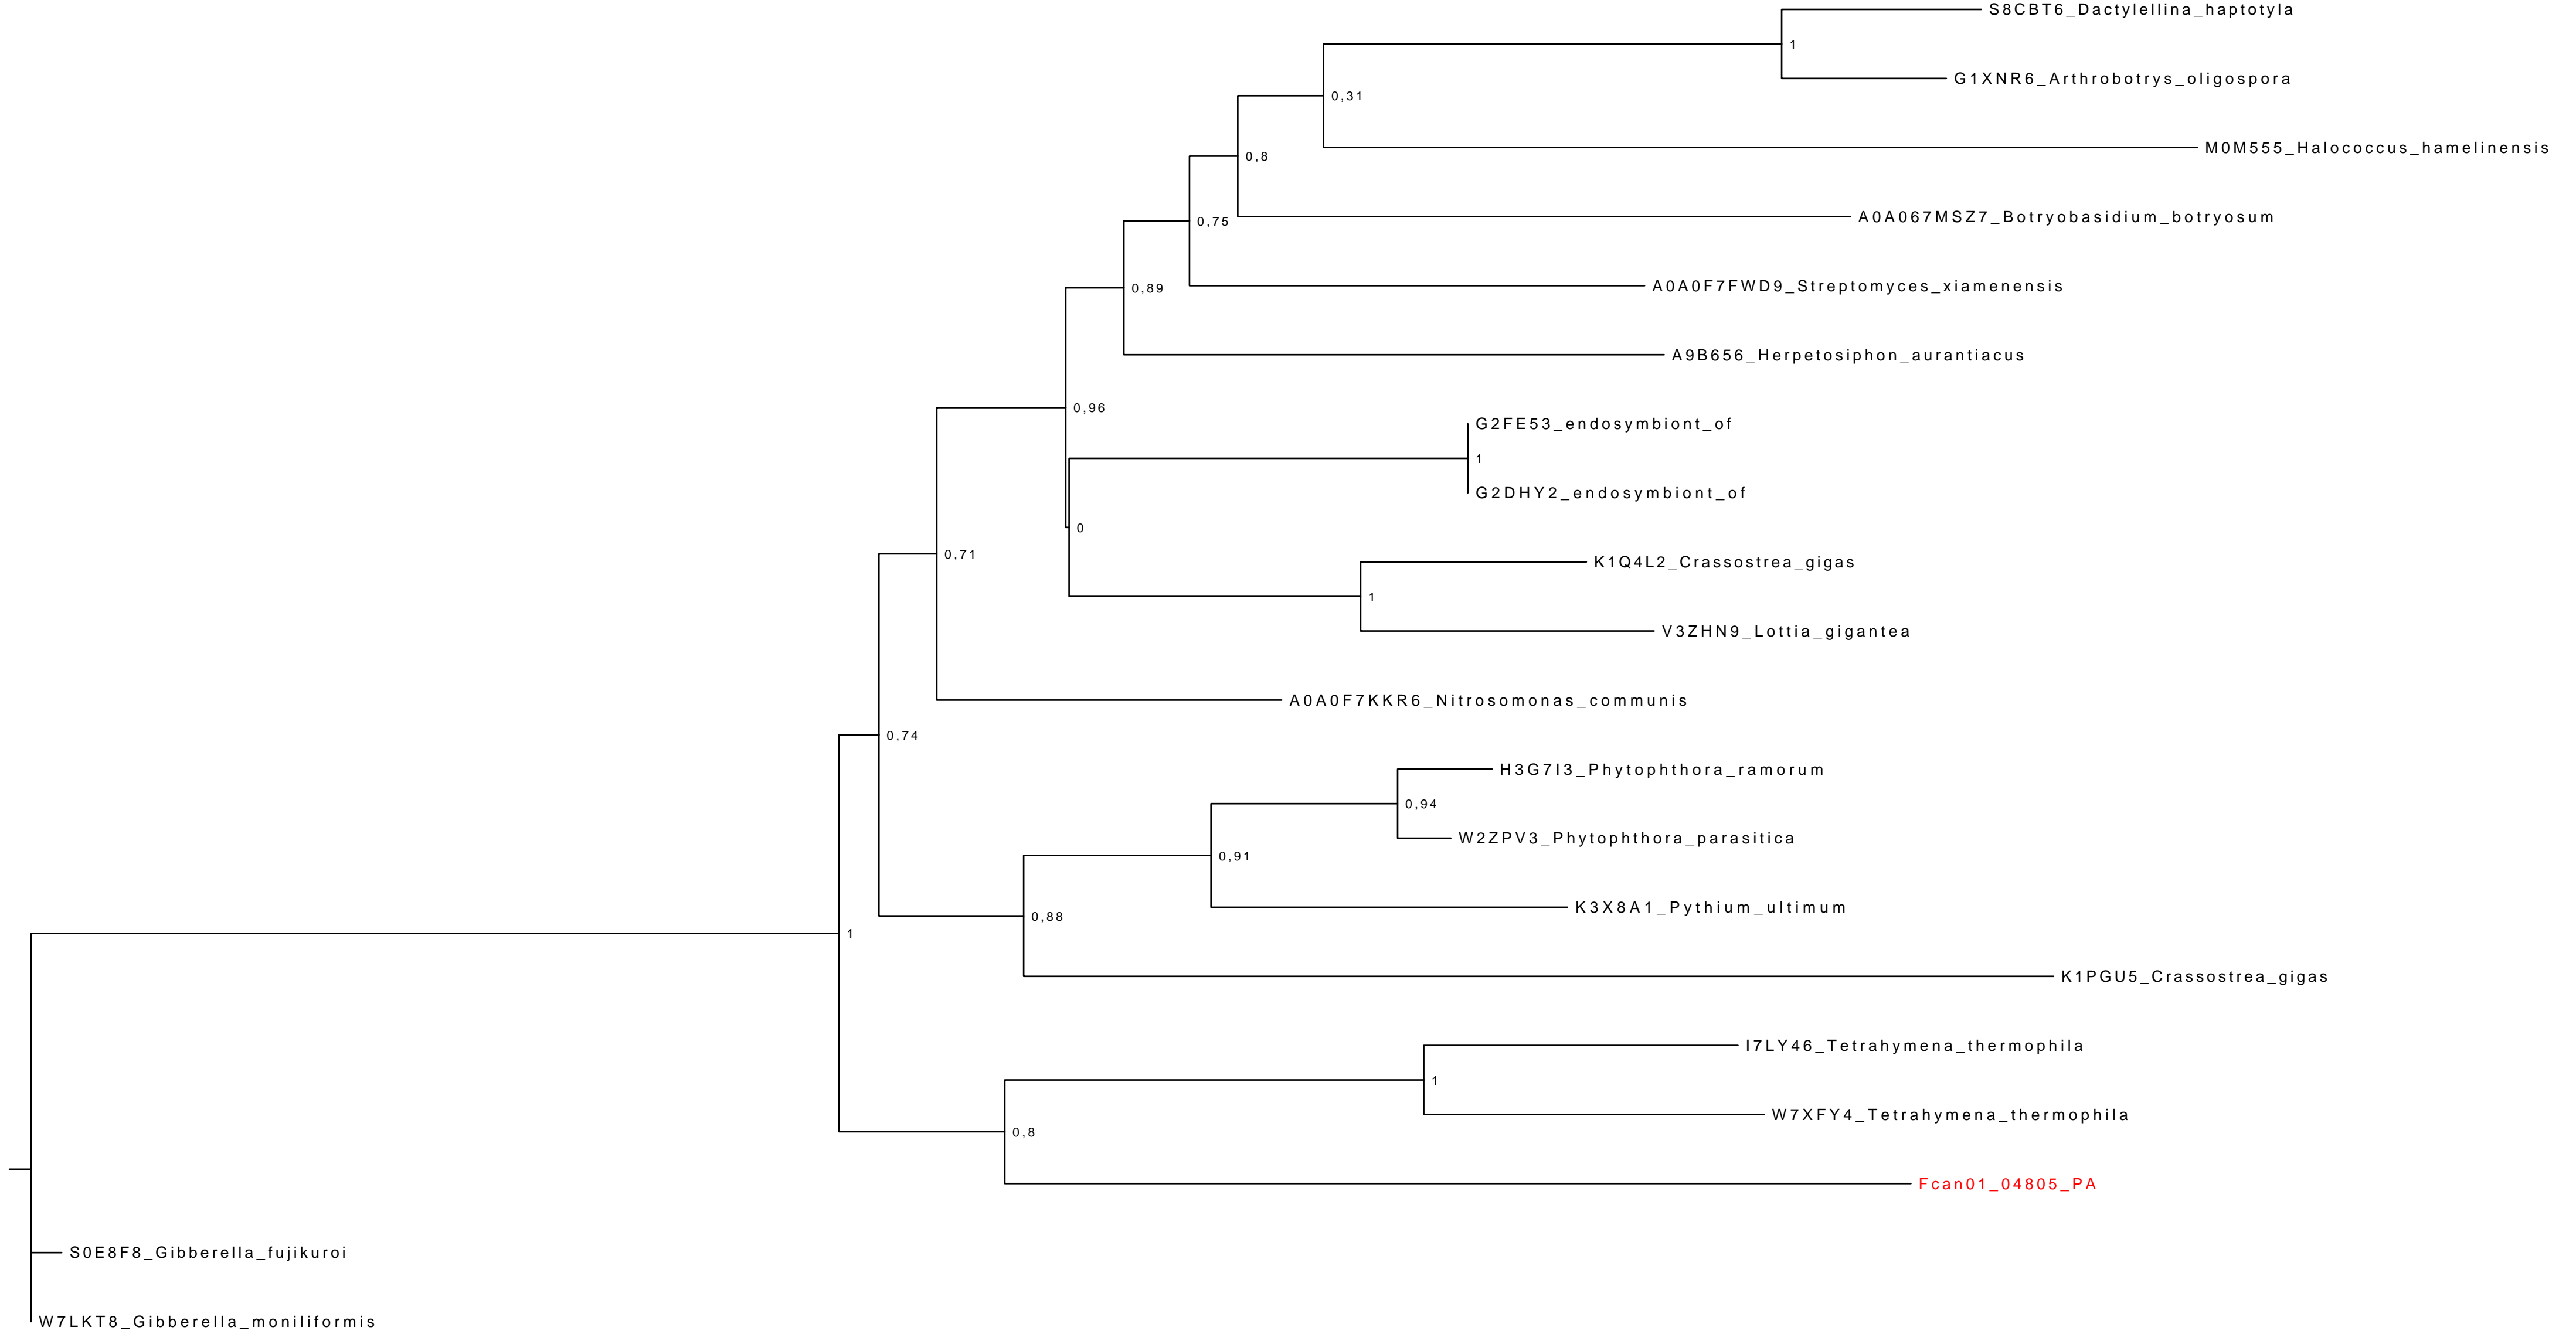 S8CBT6_Dactylellina_haptotyla
1
G1XNR6_Arthrobotrys_oligospora
0,31
M0M555_Halococcus_hamelinensis
0,8
A0A067MSZ7_Botryobasidium_botryosum
0,75
A0A0F7FWD9_Streptomyces_xiamenensis
0,89
A9B656_Herpetosiphon_aurantiacus
0,96
G2FE53_endosymbiont_of
1
G2DHY2_endosymbiont_of
0
0,71
K1Q4L2_Crassostrea_gigas
1
V3ZHN9_Lottia_gigantea
A0A0F7KKR6_Nitrosomonas_communis
0,74
H3G7I3_Phytophthora_ramorum
0,94
W2ZPV3_Phytophthora_parasitica
0,91
K3X8A1_Pythium_ultimum
0,88
1
K1PGU5_Crassostrea_gigas
I7LY46_Tetrahymena_thermophila
1
W7XFY4_Tetrahymena_thermophila
0,8
Fcan01_04805_PA
S0E8F8_Gibberella_fujikuroi
W7LKT8_Gibberella_moniliformis